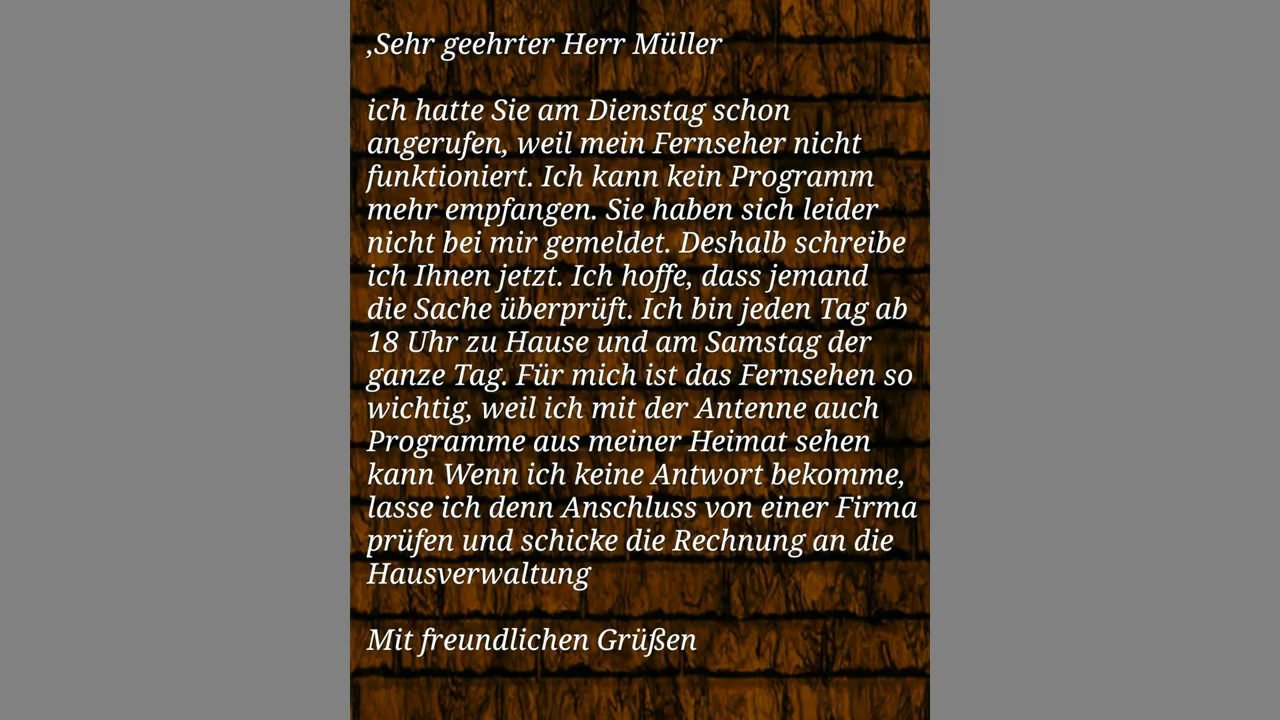 ,Sehr geehrter Herr Müller
ich hatte Sie am Dienstag schon
angerufen, weil mein Fernseher nicht
funktioniert. Ich kann kein Programm
mehr empfangen. Sie haben sich leider
nicht bei mir gemeldet. Deshalb schreibe
ich Ihnen jetzt. Ich hoffe, dass jemand
die Sache überprüft. Ich bin jeden Tag ab
18 Uhr zu Hause und am Samstag der
ganze Tag. Für mich ist das Fernsehen so
wichtig, weil ich mit der Antenne auch
Programme aus meiner Heimat sehen
kann Wenn ich keine Antwort bekomme,
lasse ich denn Anschluss von einer Firma
prüfen und schicke die Rechnung an die
Hausverwaltung
Mit freundlichen Grüßen